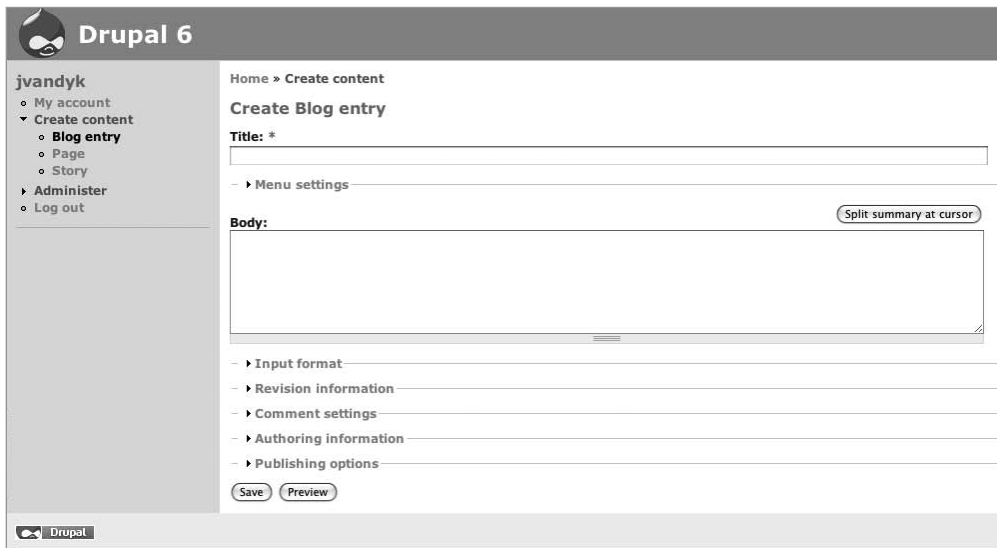 Drupal 6
jvandyk
My account
Create content
Blog entry
Page
Story
Administer
Log out
Home » Create content
Create Blog entry
Title: *
Menu settings
Split summary at cursor
Body:
Input format
Revision information
Comment settings
Authoring information
Publishing options
Save Preview
Drupal